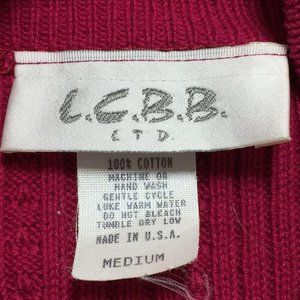 L.C.B.B.
LTD.
100% COTTON
MACHINE OR
HAND WASH
GENTLE CYCLE
LUKE WARM WATER
DO NOT BLEACH
TUMBLE DRY LOW
MADE IN U.S.A.
MEDIUM